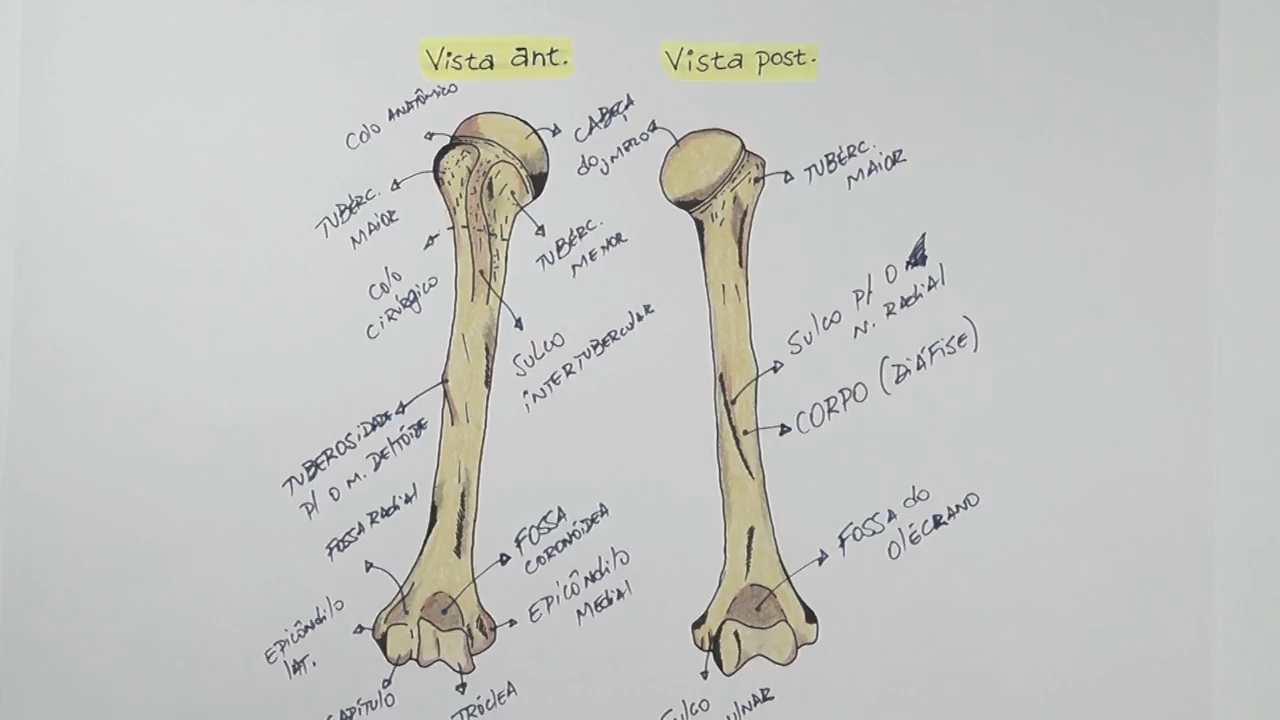 Vista ant.
Vista post.
Colo ANATÔMICO
CABEÇA
do ÚMERO
TUBÉRC.
MAIOR
TUBÉRC.
MENOR
Colo
CIRÚRGICO
SULCO
INTERTUBERCULAR
TUBEROSIDADE
P/ O M. DELTÓIDE
FOSSA RADIAL
FOSSA
CORONÓIDEA
EPICÔNDILO
MEDIAL
EPICÔNDILO
LAT.
CAPÍTULO
TRÓCLEA
TUBÉRC.
MAIOR
SULCO P/ O
N. RADIAL
CORPO (DIÁFISE)
FOSSA do
OLÉCRANO
SULCO
ULNAR